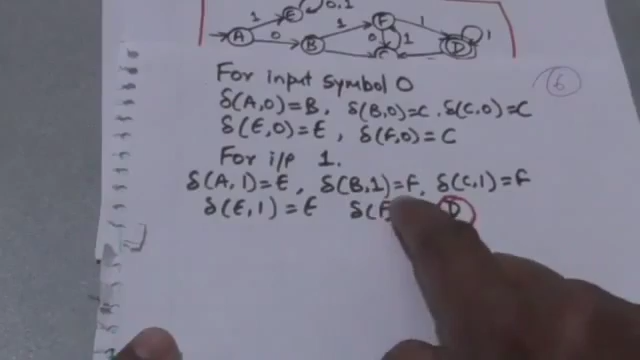 1 E 0,1
A 0 B 1 F 1 D 1
0 1
For input symbol 0
δ(A,0)=B, δ(B,0)=C, δ(C,0)=C
δ(E,0)=E, δ(F,0)=C
For i/p 1.
δ(A,1)=E, δ(B,1)=F, δ(C,1)=F
δ(E,1)=E δ(F D
6